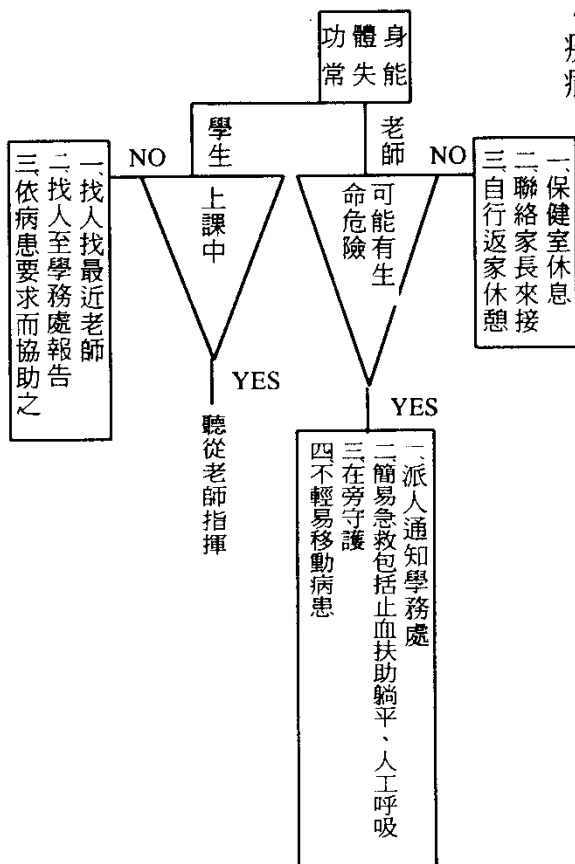 身體功
能失常
老師
學生
NO
一、保健室休息
二、聯絡家長來接
三、自行返家休憩
可能有生
命危險
YES
一、派人通知學務處
二、簡易急救包括止血扶助躺平、人工呼吸
三、在旁守護
四、不輕易移動病患
上課中
YES
聽從老師指揮
NO
一、找人找最近老師
二、找人至學務處報告
三、依病患要求而協助之